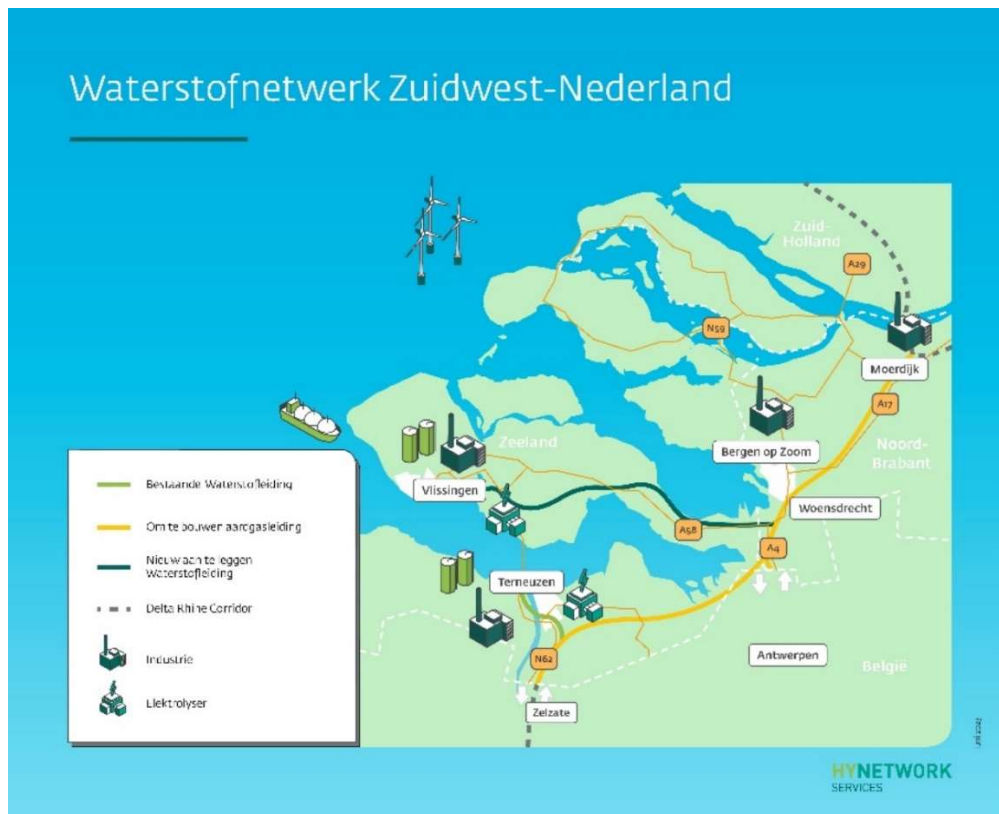 Waterstofnetwerk Zuidwest-Nederland
Zuid-
Holland
A29
N59
Moerdijk
A17
Zeeland
Bergen op Zoom
Noord-
Brabant
Vlissingen
Woensdrecht
A58
A4
Terneuzen
N62
Antwerpen
België
Zelzate
Bestaande Waterstofleiding
Om te bouwen aardgasleiding
Nieuw aan te leggen
Waterstofleiding
Delta Rhine Corridor
Industrie
Elektrolyser
HYNETWORK
SERVICES